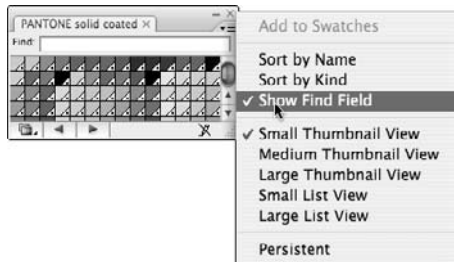 PANTONE solid coated ×
Find:
Add to Swatches
Sort by Name
Sort by Kind
✓ Show Find Field
✓ Small Thumbnail View
Medium Thumbnail View
Large Thumbnail View
Small List View
Large List View
Persistent